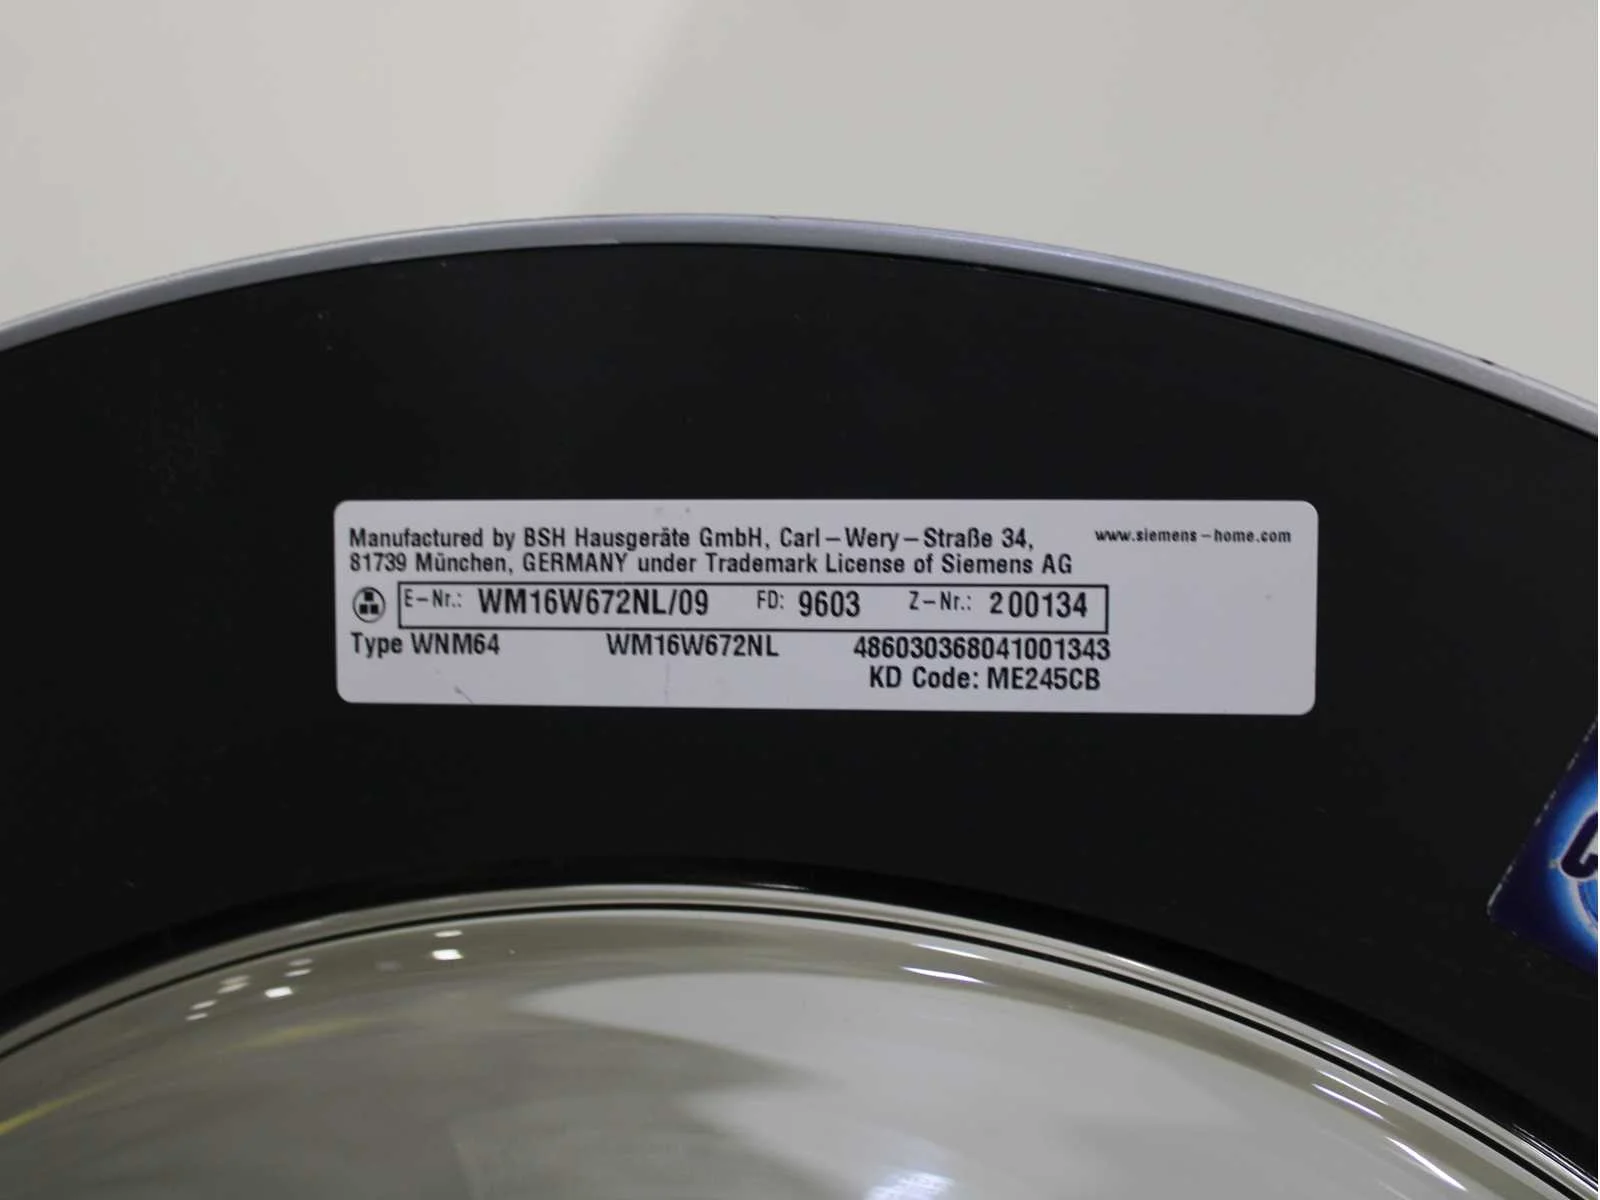 Manufactured by BSH Hausgeräte GmbH, Carl-Wery-Straße 34, www.siemens-home.com
81739 München, GERMANY under Trademark License of Siemens AG
E-Nr.: WM16W672NL/09 FD: 9603 Z-Nr.: 200134
Type WNM64 WM16W672NL 486030368041001343
KD Code: ME245CB